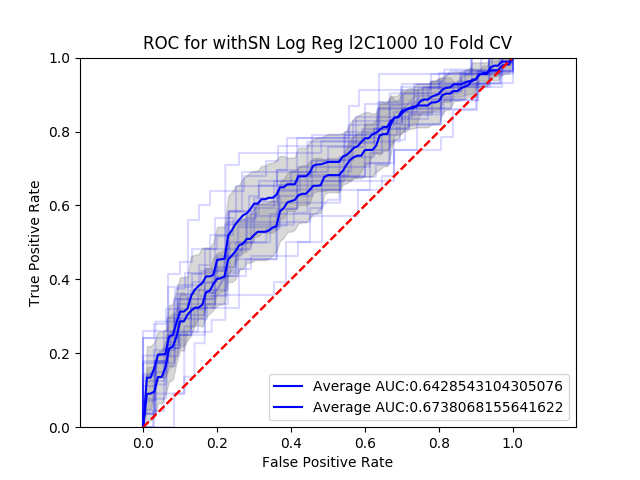 ROC for withSN Log Reg l2C1000 10 Fold CV
1.0
0.8
0.6
0.4
0.2
0.0
True Positive Rate
Average AUC:0.6428543104305076
Average AUC:0.6738068155641622
0.0 0.2 0.4 0.6 0.8 1.0
False Positive Rate